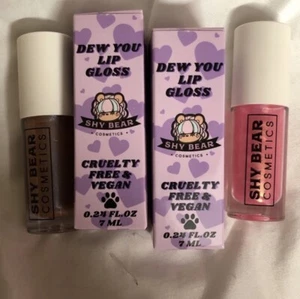 SHY BEAR
COSMETICS
DEW YOU
LIP
GLOSS
SHY BEAR
COSMETICS
CRUELTY
FREE &
VEGAN
0.24 FL.OZ
7 ML
DEW YOU
LIP
GLOSS
SHY BEAR
COSMETICS
CRUELTY
FREE &
VEGAN
0.24 FL.OZ
7 ML
SHY BEAR
COSMETICS